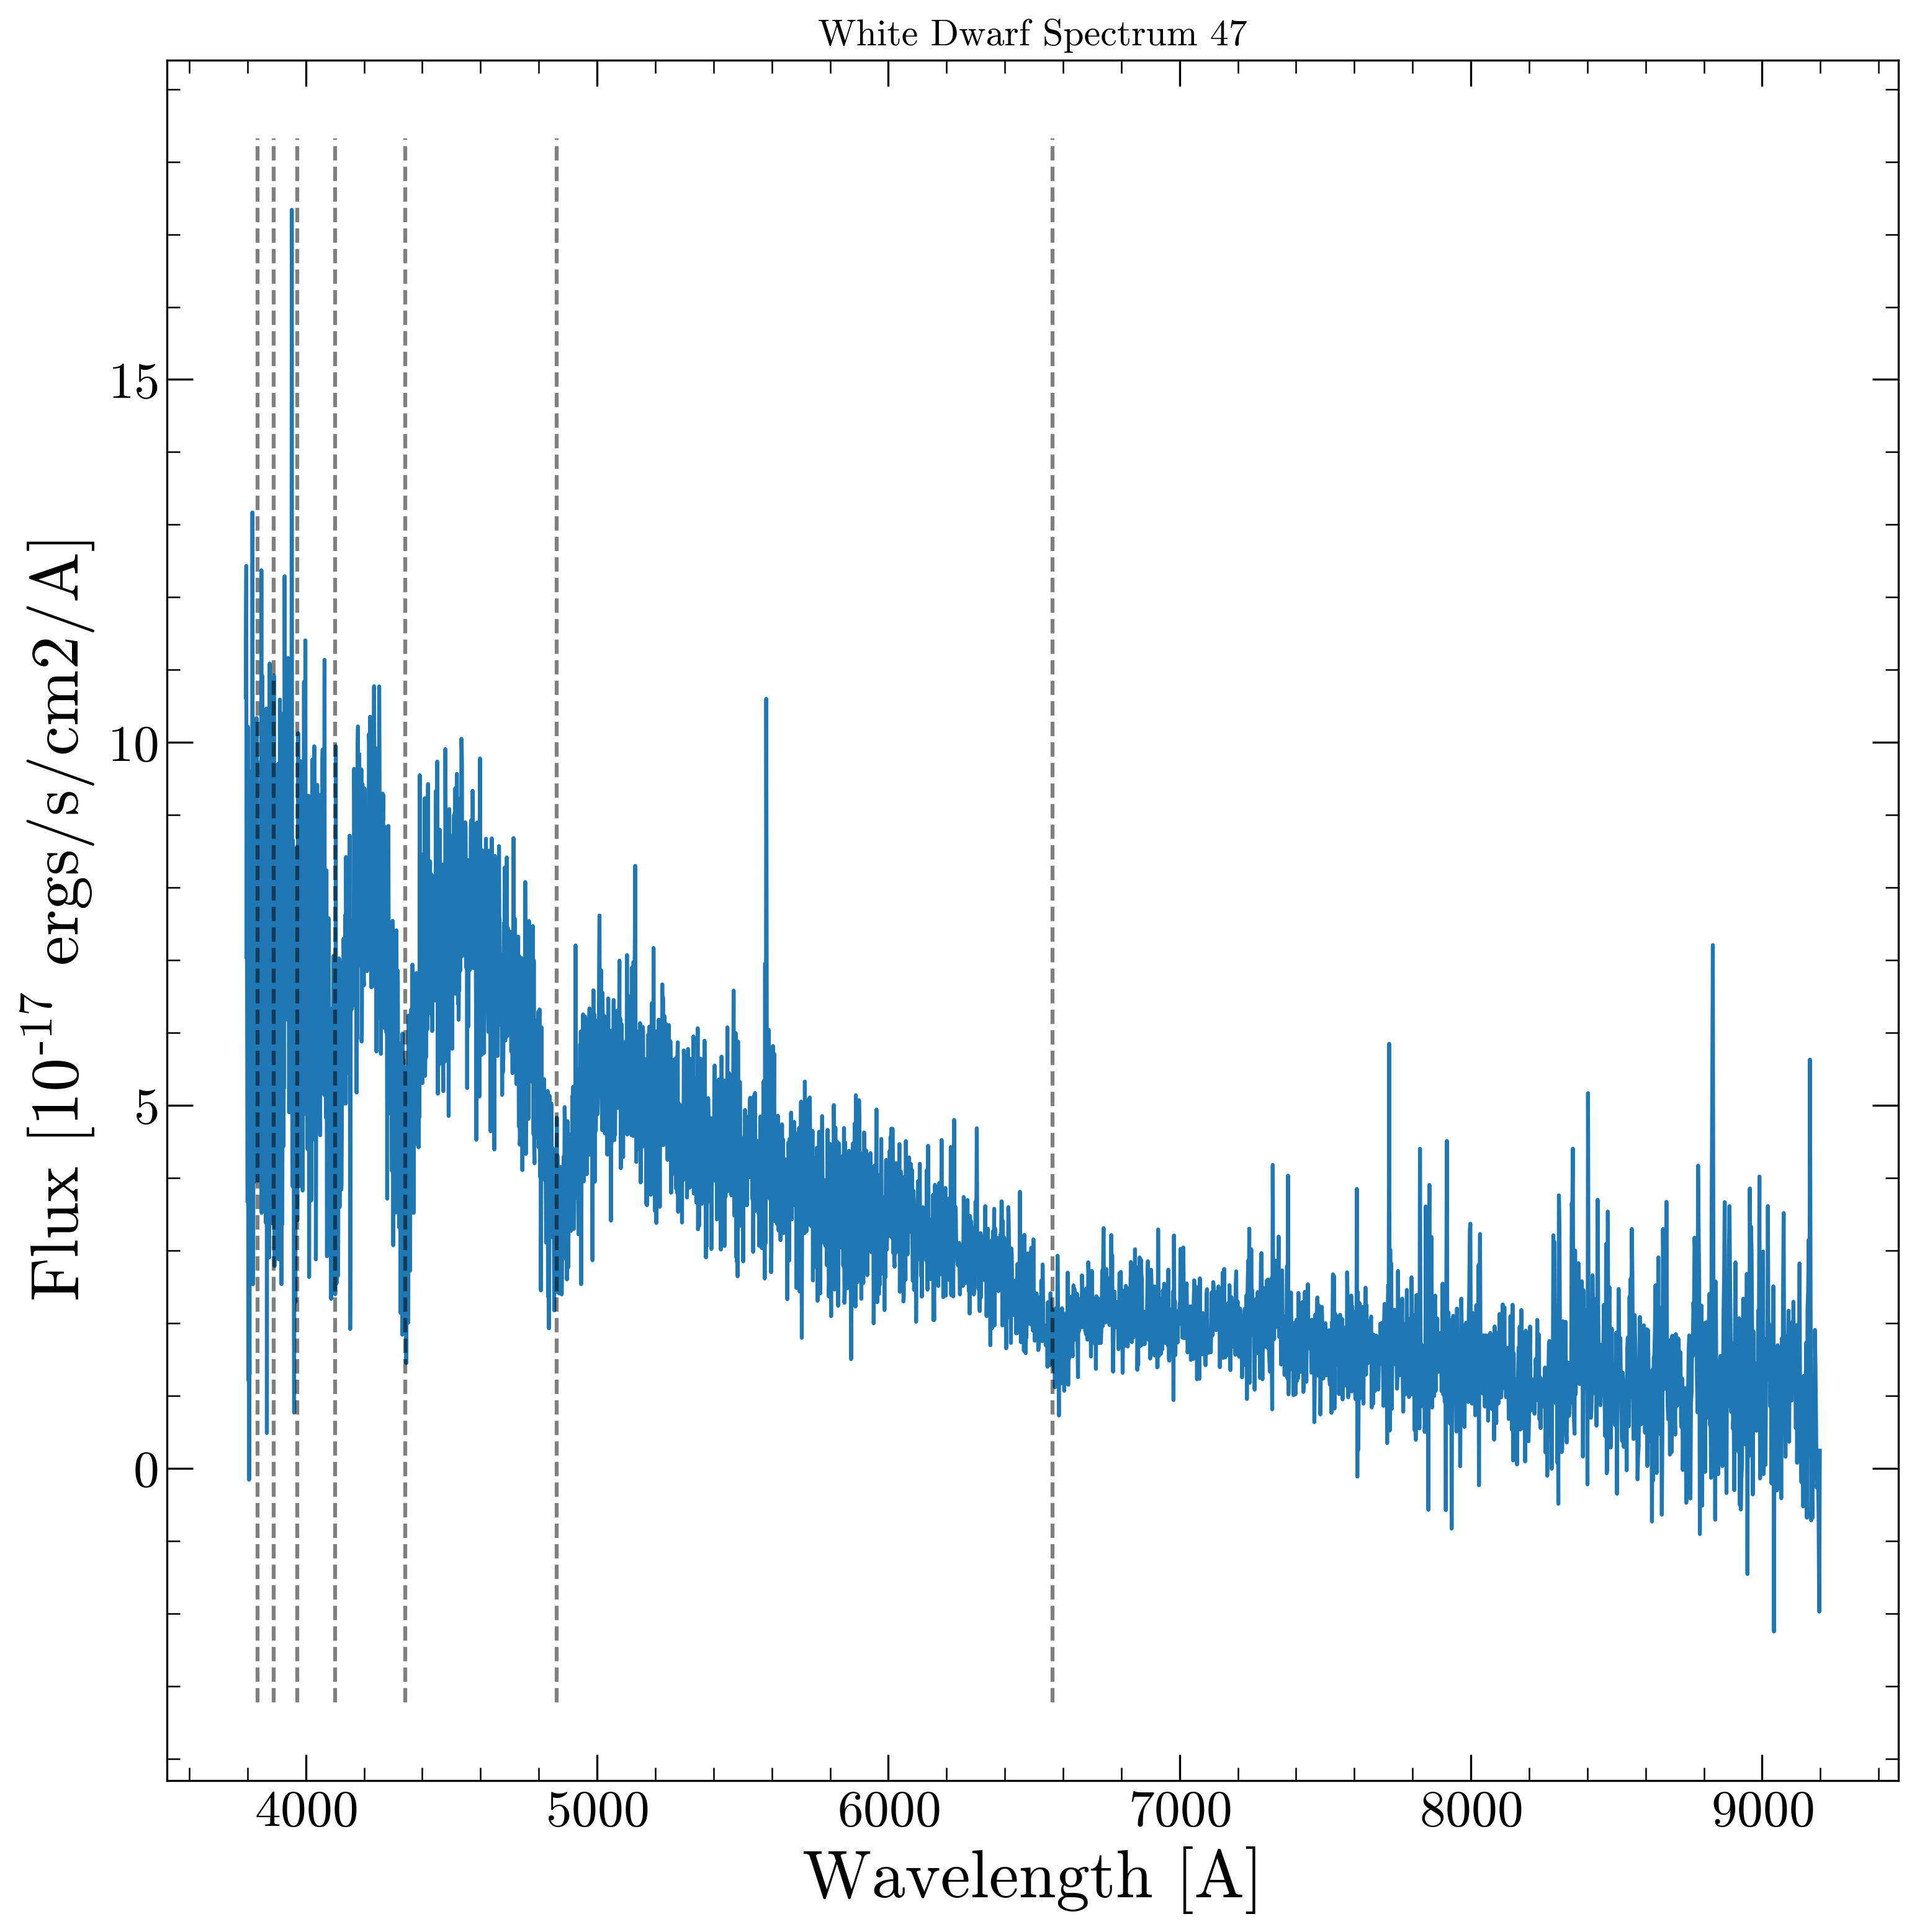 White Dwarf Spectrum 47
15
10
5
0
Flux [10⁻¹⁷ ergs/s/cm2/A]
4000 5000 6000 7000 8000 9000
Wavelength [A]